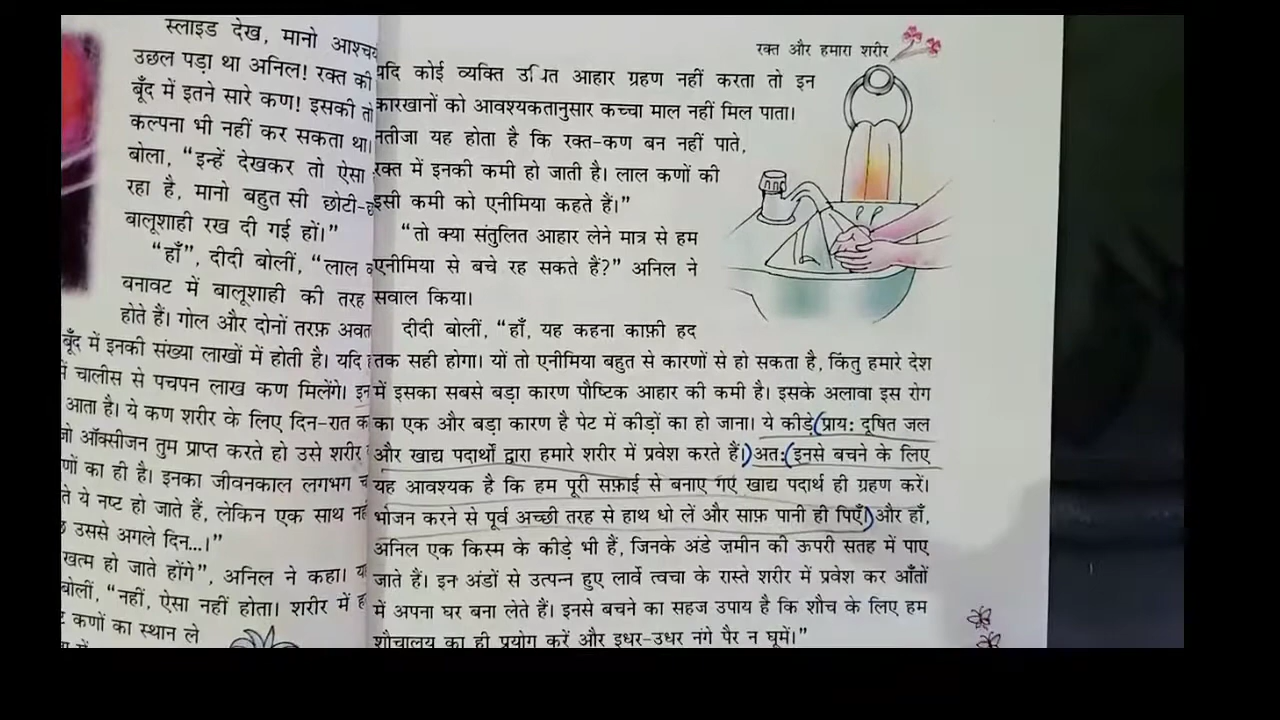 स्लाइड देख, मानो
उछल पड़ा था अनिल! रक्त की
बूँद में इतने सारे कण! इसकी तो
कल्पना भी नहीं कर सकता था।
बोला, “इन्हें देखकर तो ऐसा
रहा है, मानो बहुत सी
बालूशाही रख दी गई हों।”
“हाँ”, दीदी बोलीं, “लाल
बनावट में बालूशाही की तरह
होते हैं। गोल और दोनों तरफ़
बूँद में इनकी संख्या लाखों में होती है। यदि
चालीस से पचपन लाख कण मिलेंगे।
आता है। ये कण शरीर के लिए दिन-रात
ऑक्सीजन तुम प्राप्त करते हो उसे शरीर
का ही है। इनका जीवनकाल लगभग
ये नष्ट हो जाते हैं, लेकिन एक साथ
उससे अगले दिन...।”
खत्म हो जाते होंगे”, अनिल ने कहा।
बोलीं, “नहीं, ऐसा नहीं होता। शरीर में
कणों का स्थान ले
रक्त और हमारा शरीर
यदि कोई व्यक्ति उचित आहार ग्रहण नहीं करता तो इन
कारखानों को आवश्यकतानुसार कच्चा माल नहीं मिल पाता।
नतीजा यह होता है कि रक्त-कण बन नहीं पाते,
रक्त में इनकी कमी हो जाती है। लाल कणों की
इसी कमी को एनीमिया कहते हैं।”
“तो क्या संतुलित आहार लेने मात्र से हम
एनीमिया से बचे रह सकते हैं?” अनिल ने
सवाल किया।
दीदी बोलीं, “हाँ, यह कहना काफ़ी हद
तक सही होगा। यों तो एनीमिया बहुत से कारणों से हो सकता है, किंतु हमारे देश
में इसका सबसे बड़ा कारण पौष्टिक आहार की कमी है। इसके अलावा इस रोग
का एक और बड़ा कारण है पेट में कीड़ों का हो जाना। ये कीड़े (प्राय: दूषित जल
और खाद्य पदार्थों द्वारा हमारे शरीर में प्रवेश करते हैं।) अत: (इनसे बचने के लिए
यह आवश्यक है कि हम पूरी सफ़ाई से बनाए गए खाद्य पदार्थ ही ग्रहण करें।
भोजन करने से पूर्व अच्छी तरह से हाथ धो लें और साफ़ पानी ही पिएँ।) और हाँ,
अनिल एक किस्म के कीड़े भी हैं, जिनके अंडे ज़मीन की ऊपरी सतह में पाए
जाते हैं। इन अंडों से उत्पन्न हुए लार्वे त्वचा के रास्ते शरीर में प्रवेश कर आँतों
में अपना घर बना लेते हैं। इनसे बचने का सहज उपाय है कि शौच के लिए हम
शौचालय का ही प्रयोग करें और इधर-उधर नंगे पैर न घूमें।”